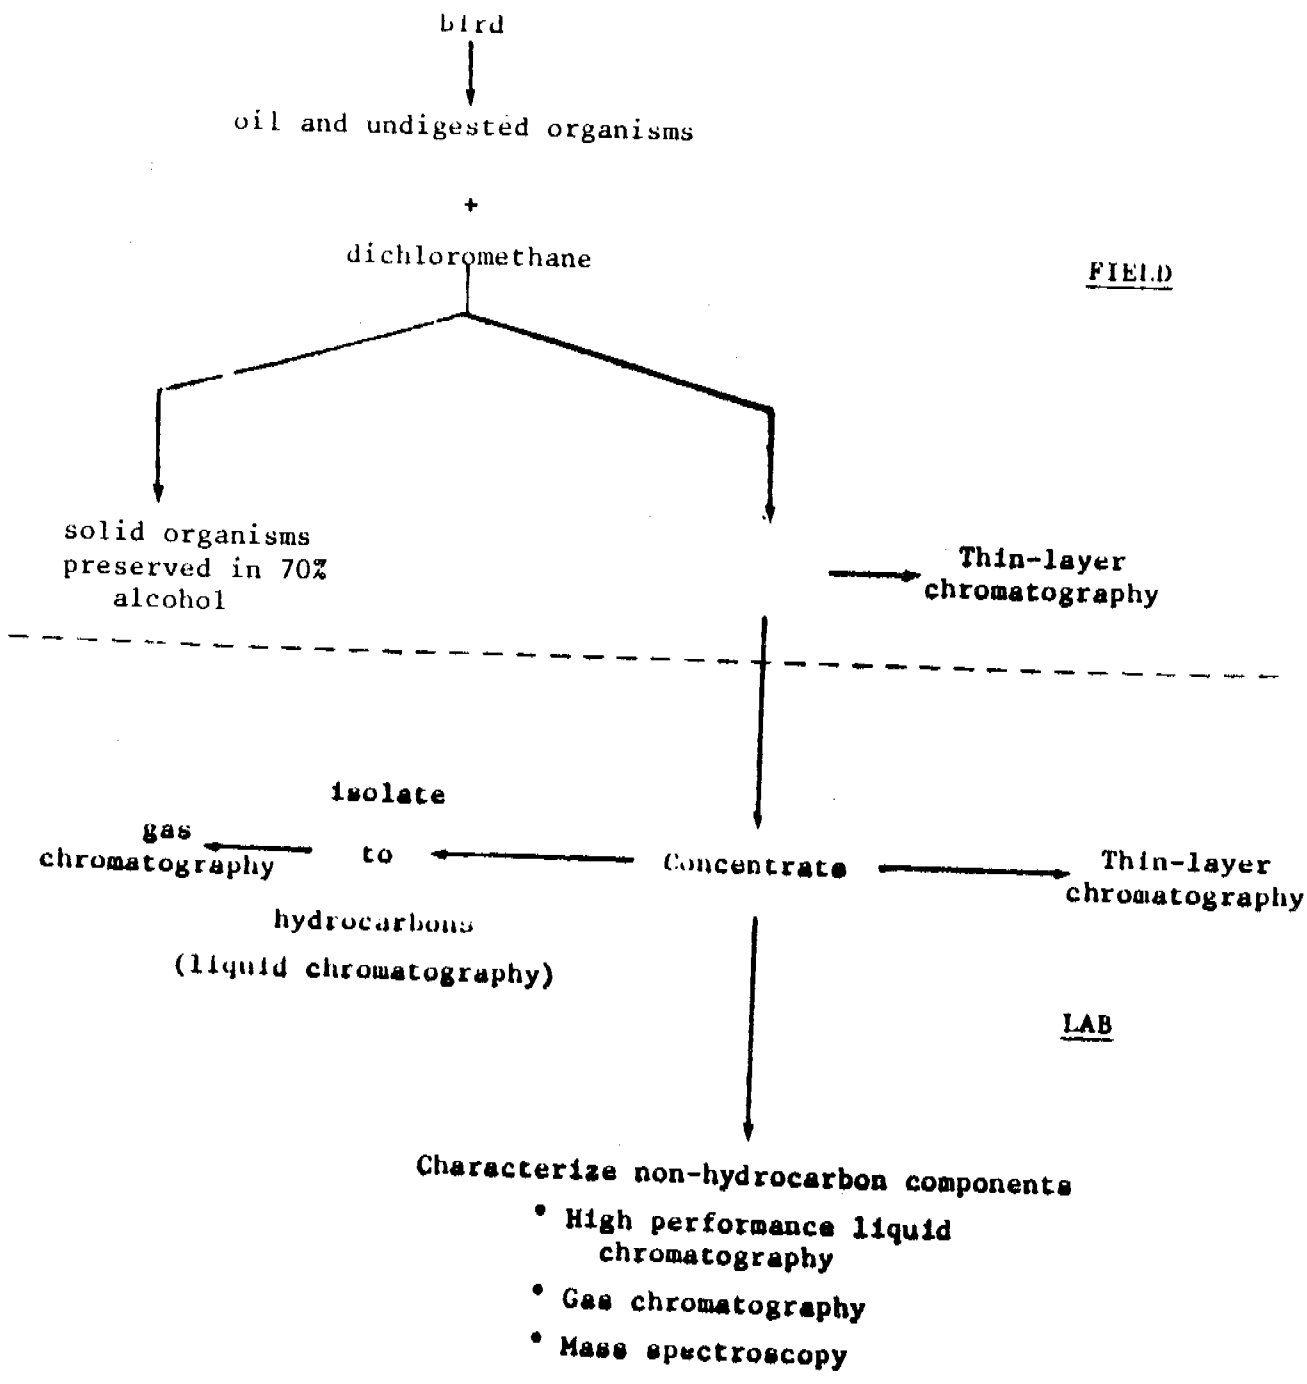 bird
oil and undigested organisms
+
dichloromethane
FIELD
solid organisms
preserved in 70%
alcohol
Thin-layer
chromatography
isolate
gas
chromatography
to
Concentrate
Thin-layer
chromatography
hydrocarbons
(liquid chromatography)
LAB
Characterize non-hydrocarbon components
• High performance liquid
chromatography
• Gas chromatography
• Mass spectroscopy